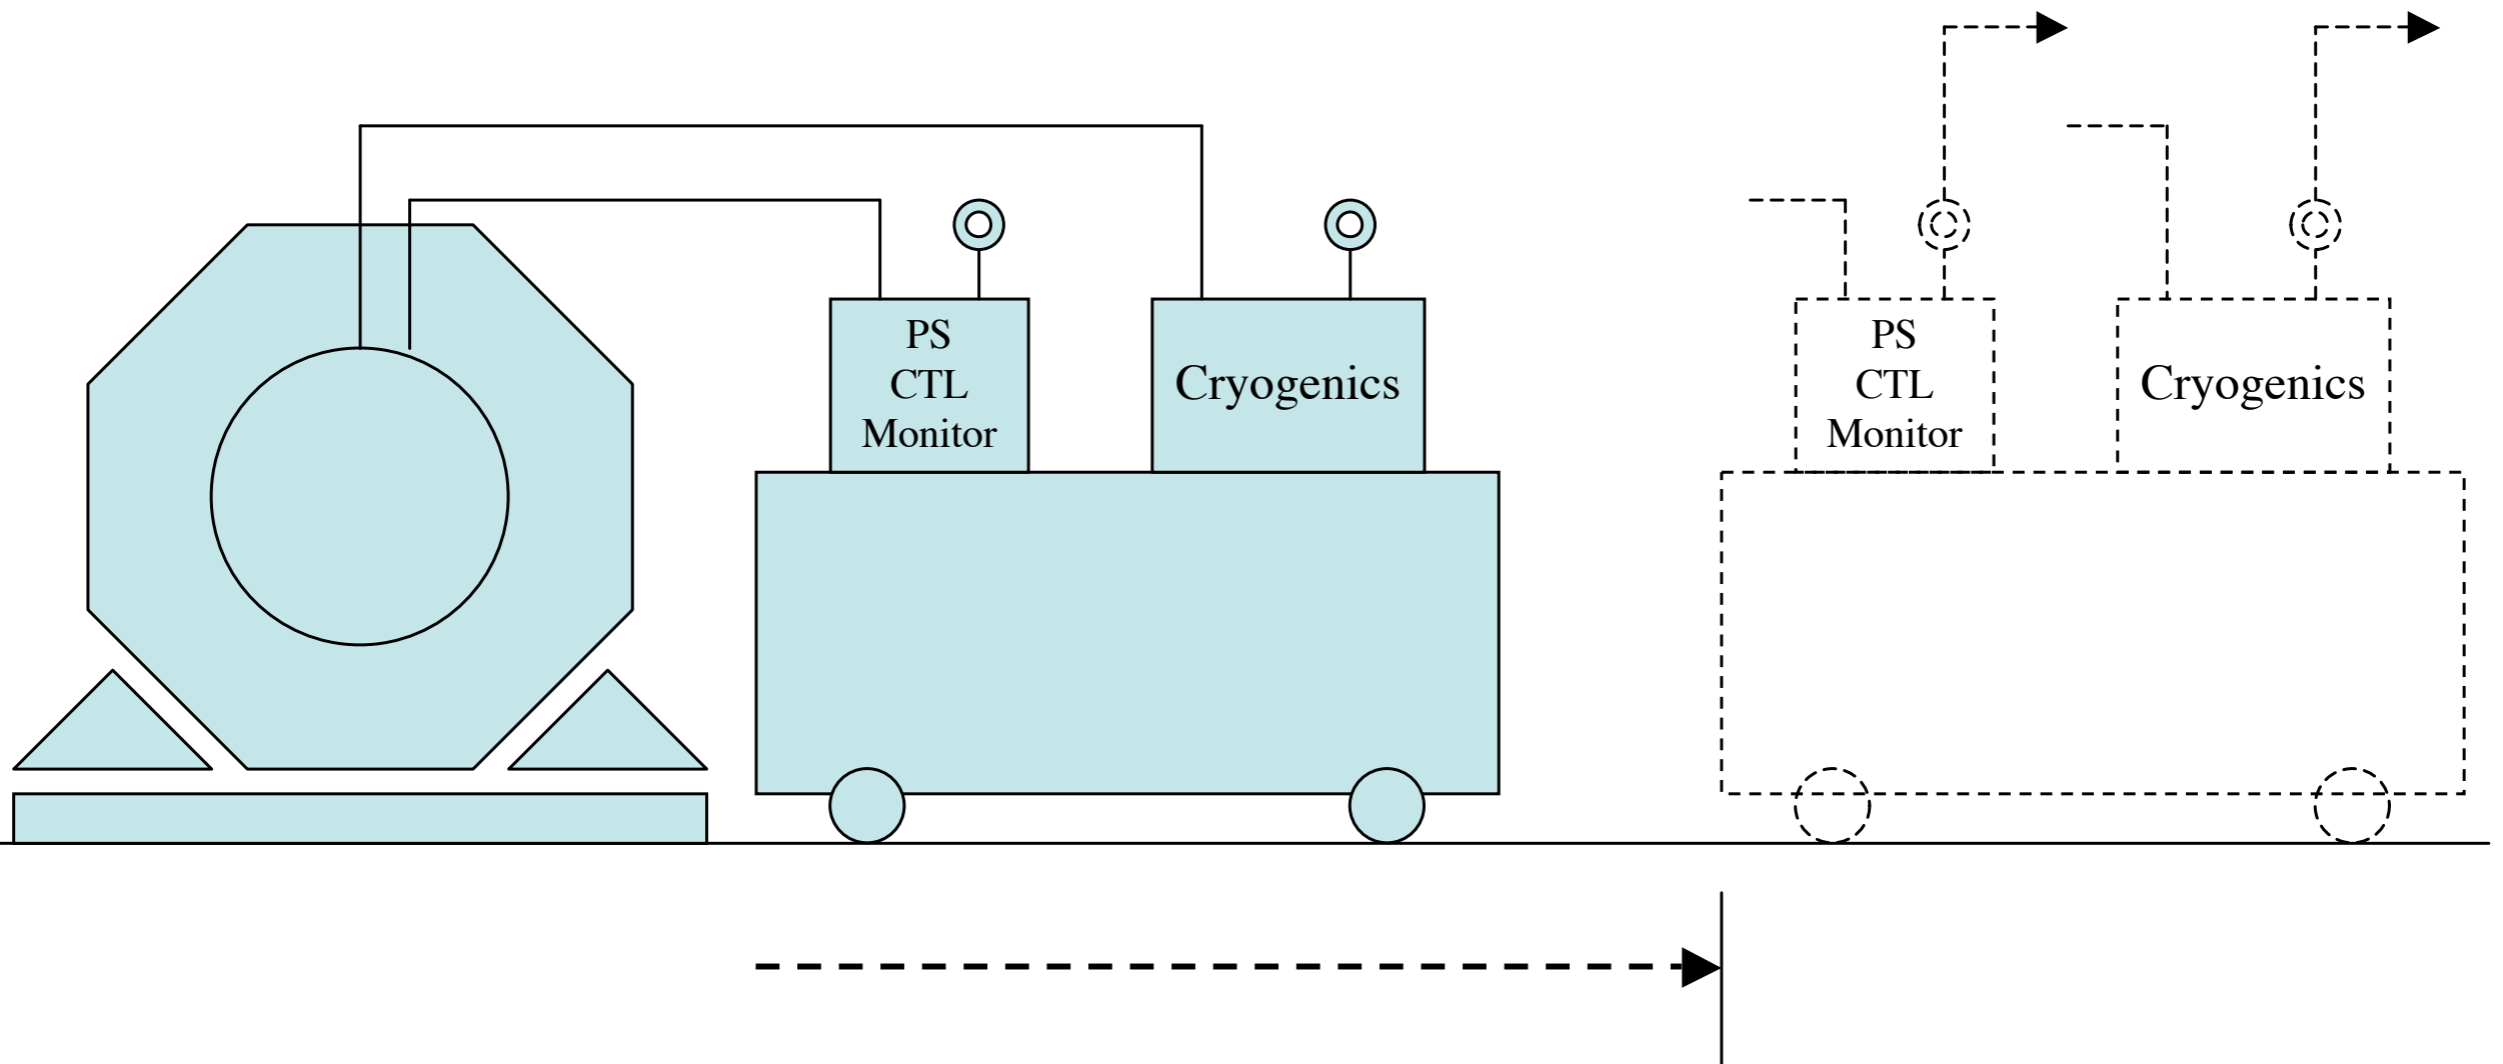 PS
CTL
Monitor
Cryogenics
PS
CTL
Monitor
Cryogenics